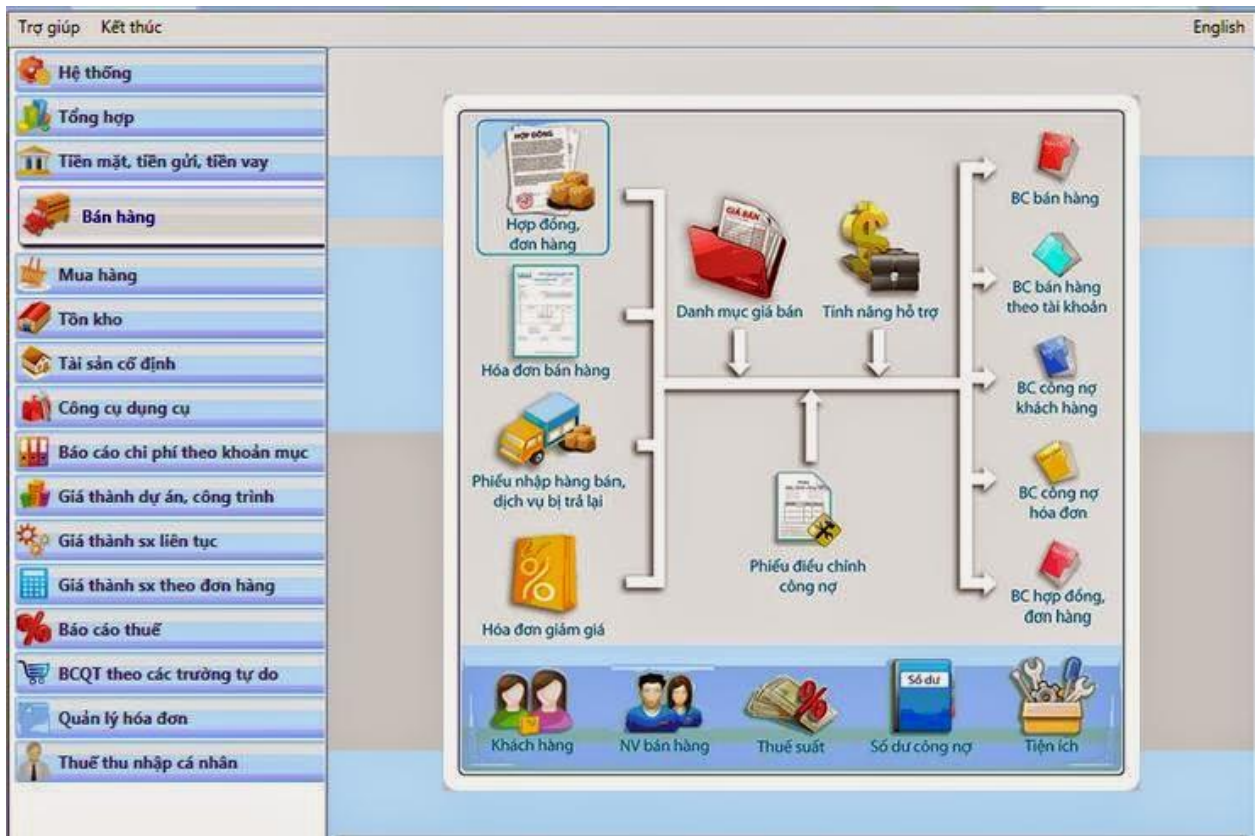 Trợ giúp Kết thúc English
Hệ thống
Tổng hợp
Tiền mặt, tiền gửi, tiền vay
Bán hàng
Mua hàng
Tồn kho
Tài sản cố định
Công cụ dụng cụ
Báo cáo chi phí theo khoản mục
Giá thành dự án, công trình
Giá thành sx liên tục
Giá thành sx theo đơn hàng
Báo cáo thuế
BCQT theo các trường tự do
Quản lý hóa đơn
Thuế thu nhập cá nhân
HỢP ĐỒNG
Hợp đồng,
đơn hàng
Hóa đơn bán hàng
Phiếu nhập hàng bán,
dịch vụ bị trả lại
Hóa đơn giảm giá
GIÁ BÁN
Danh mục giá bán
Tính năng hỗ trợ
Phiếu điều chỉnh
công nợ
BC bán hàng
BC bán hàng
theo tài khoản
BC công nợ
khách hàng
BC công nợ
hóa đơn
BC hợp đồng,
đơn hàng
Khách hàng
NV bán hàng
Thuế suất
Số dư
Số dư công nợ
Tiện ích